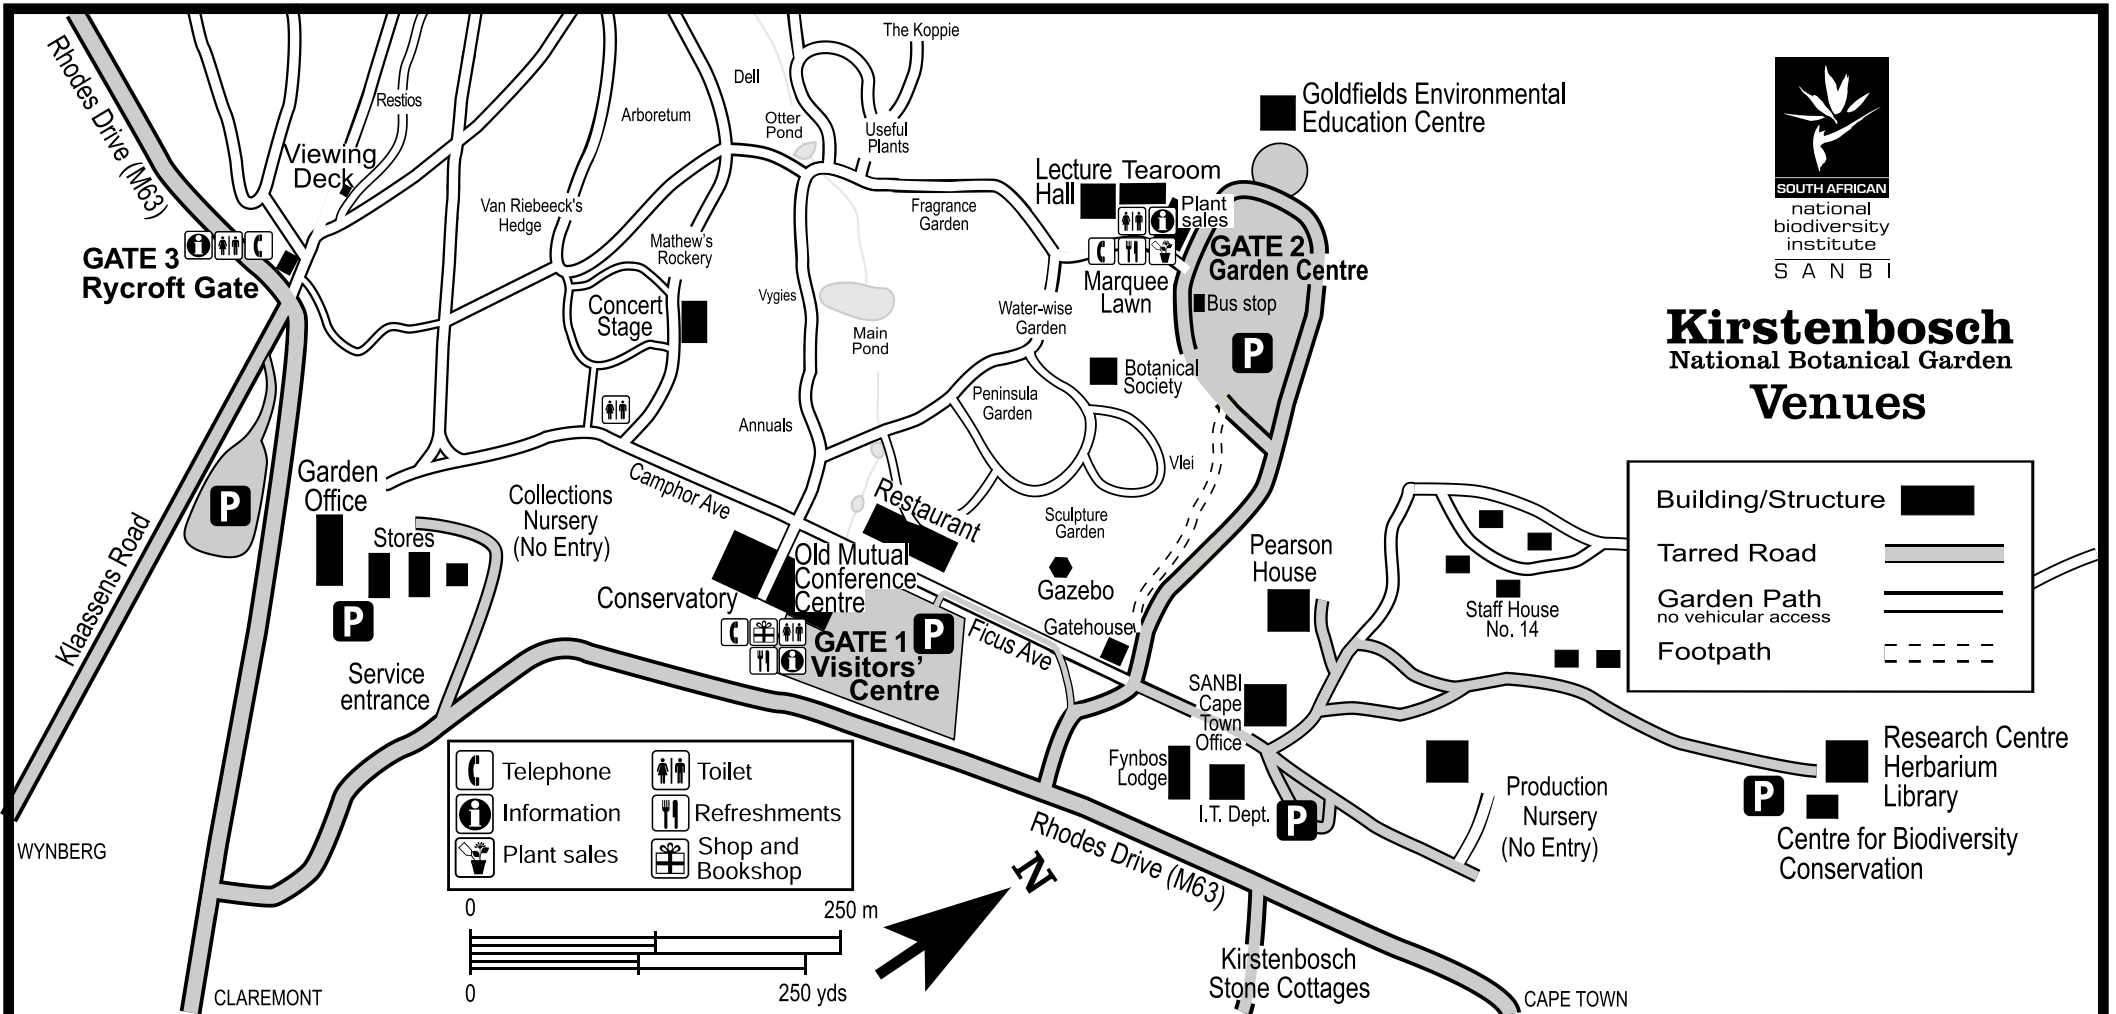 The Koppie
Rhodes Drive (M63)
Restios
Dell
Arboretum
Otter
Pond
Useful
Plants
Viewing
Deck
Van Riebeeck's
Hedge
Mathew's
Rockery
Fragrance
Garden
Lecture
Hall
Tearoom
Plant
sales
Goldfields Environmental
Education Centre
GATE 3
Rycroft Gate
GATE 2
Garden Centre
Marquee
Lawn
Bus stop
P
Concert
Stage
Vygies
Main
Pond
Water-wise
Garden
Botanical
Society
Peninsula
Garden
Annuals
Vlei
Garden
Office
P
Stores
P
Collections
Nursery
(No Entry)
Camphor Ave
Restaurant
Sculpture
Garden
Gazebo
Gatehouse
Old Mutual
Conference
Centre
Conservatory
GATE 1
Visitors'
Centre
P
Ficus Ave
Klaassens Road
Service
entrance
Pearson
House
SANBI
Cape
Town
Office
Fynbos
Lodge
I.T. Dept.
P
Staff House
No. 14
Production
Nursery
(No Entry)
Research Centre
Herbarium
Library
P
Centre for Biodiversity
Conservation
Rhodes Drive (M63)
Kirstenbosch
Stone Cottages
WYNBERG
CLAREMONT
CAPE TOWN
Telephone
Information
Plant sales
Toilet
Refreshments
Shop and
Bookshop
0
250 m
0
250 yds
N
SOUTH AFRICAN
national
biodiversity
institute
SANBI
Kirstenbosch
National Botanical Garden
Venues
Building/Structure
Tarred Road
Garden Path
no vehicular access
Footpath